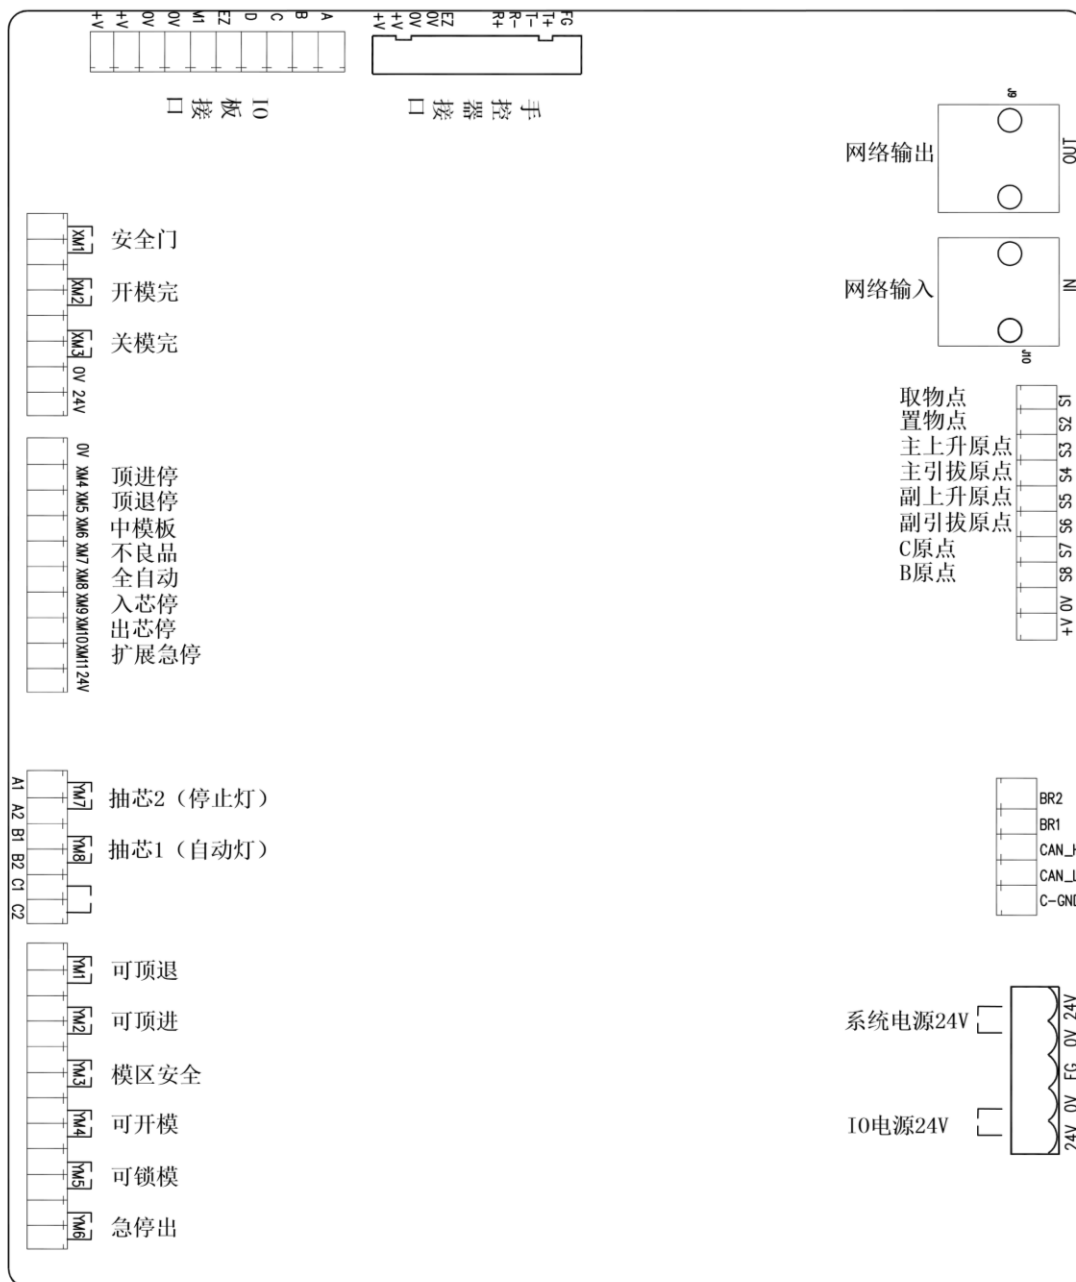 +V +V 0V 0V M1 EZ D C B A
+V +V 0V 0V EZ R+ R- T- T+ FG
IO板接口
手控器接口
J9
网络输出
OUT
网络输入
IN
J10
XM1 安全门
XM2 开模完
XM3 关模完
0V
24V
0V
XM4 顶进停
XM5 顶退停
XM6 中模板
XM7 不良品
XM8 全自动
XM9 入芯停
XM10 出芯停
XM11 扩展急停
24V
取物点 S1
置物点 S2
主上升原点 S3
主引拔原点 S4
副上升原点 S5
副引拔原点 S6
C原点 S7
B原点 S8
0V
+V
A1
A2
B1
B2
C1
C2
YM7 抽芯2（停止灯）
YM8 抽芯1（自动灯）
BR2
BR1
CAN_H
CAN_L
C-GND
YM1 可顶退
YM2 可顶进
YM3 模区安全
YM4 可开模
YM5 可锁模
YM6 急停出
系统电源24V
IO电源24V
24V
0V
FG
0V
24V